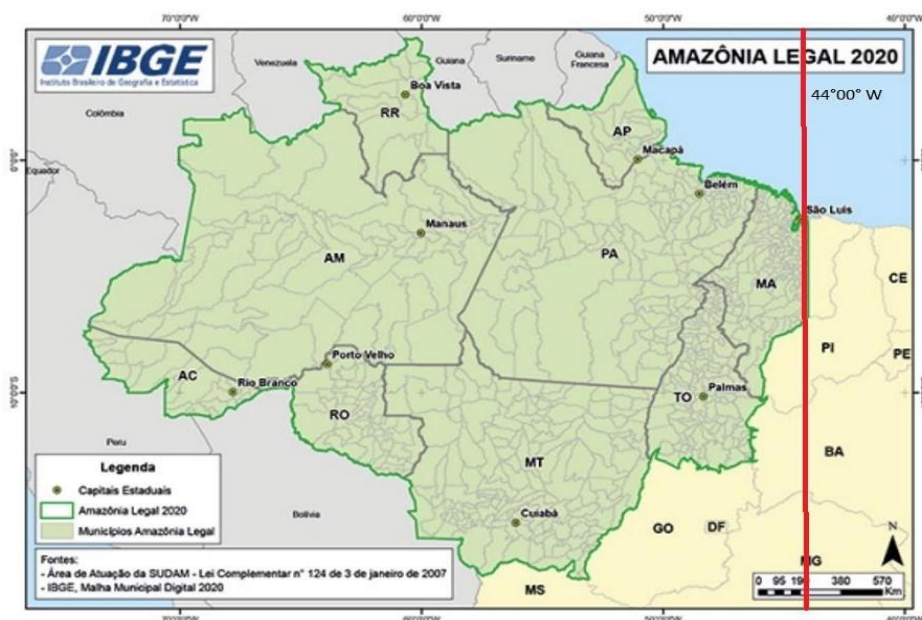 70°0'0"W
60°0'0"W
50°0'0"W
40°0'0"W
IBGE
Instituto Brasileiro de Geografia e Estatística
AMAZÔNIA LEGAL 2020
44°00° W
Venezuela
Guiana
Suriname
Guiana
Francesa
Colômbia
Equador
Boa Vista
RR
AP
Macapá
Belém
São Luis
Manaus
AM
PA
MA
CE
PI
PE
Porto Velho
AC
Rio Branco
RO
TO
Palmas
MT
BA
Peru
Bolívia
Cuiabá
GO
DF
MG
MS
10°0'0"S
Legenda
Capitais Estaduais
Amazônia Legal 2020
Municípios Amazônia Legal
Fontes:
- Área de Atuação da SUDAM - Lei Complementar n° 124 de 3 de janeiro de 2007
- IBGE, Malha Municipal Digital 2020
N
0 95 190 380 570
Km